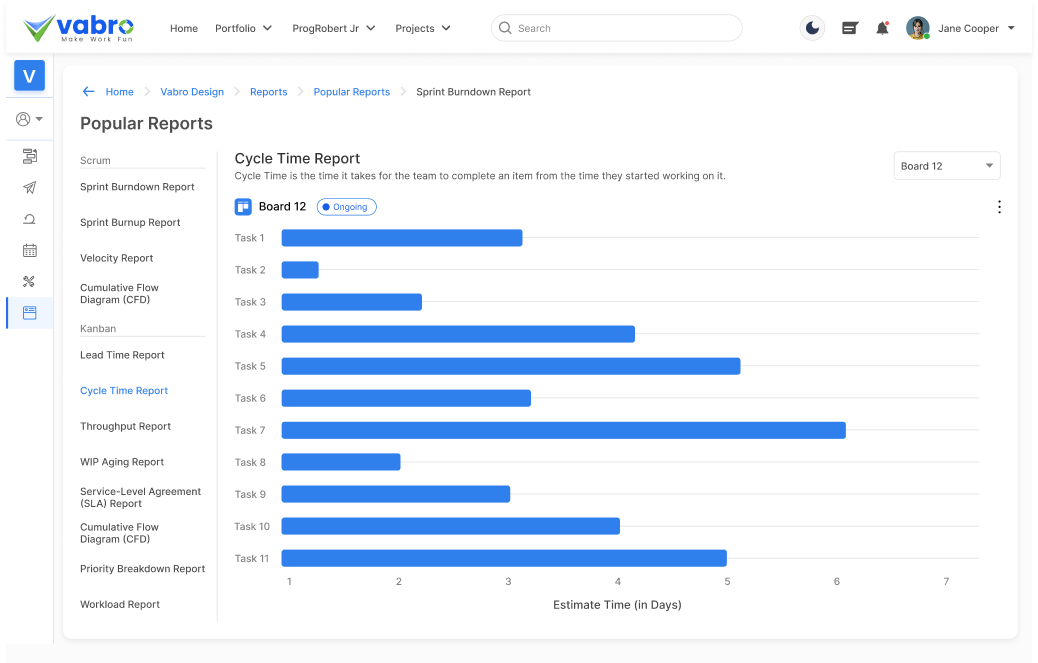 vabro
Make Work Fun
Home
Portfolio
ProgRobert Jr
Projects
Search
Jane Cooper
V
Home
Vabro Design
Reports
Popular Reports
Sprint Burndown Report
Popular Reports
Scrum
Sprint Burndown Report
Sprint Burnup Report
Velocity Report
Cumulative Flow
Diagram (CFD)
Kanban
Lead Time Report
Cycle Time Report
Throughput Report
WIP Aging Report
Service-Level Agreement
(SLA) Report
Cumulative Flow
Diagram (CFD)
Priority Breakdown Report
Workload Report
Cycle Time Report
Cycle Time is the time it takes for the team to complete an item from the time they started working on it.
Board 12
Board 12
Ongoing
Task 1
Task 2
Task 3
Task 4
Task 5
Task 6
Task 7
Task 8
Task 9
Task 10
Task 11
1 2 3 4 5 6 7
Estimate Time (in Days)